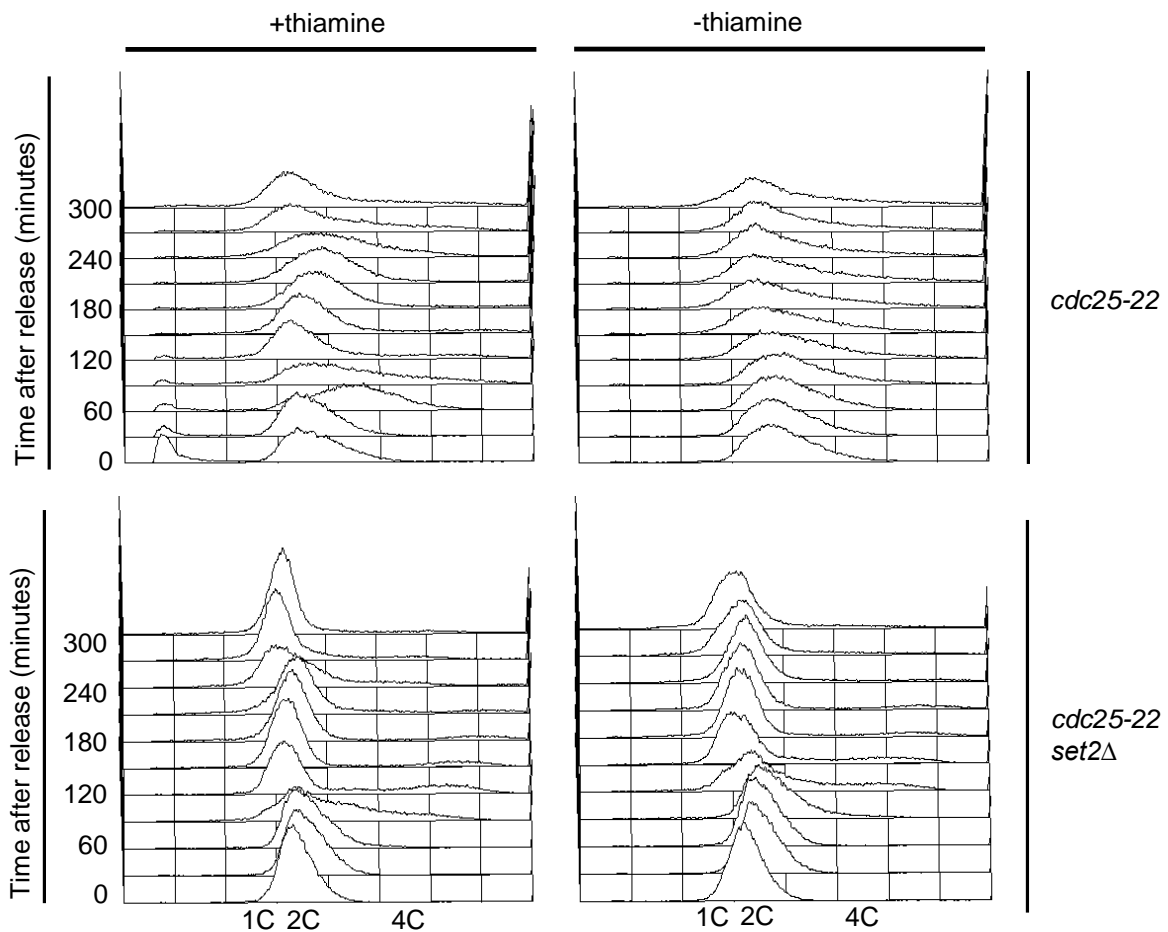 +thiamine
-thiamine
Time after release (minutes)
300
240
180
120
60
0
cdc25-22
Time after release (minutes)
300
240
180
120
60
0
cdc25-22
set2Δ
1C 2C 4C
1C 2C 4C